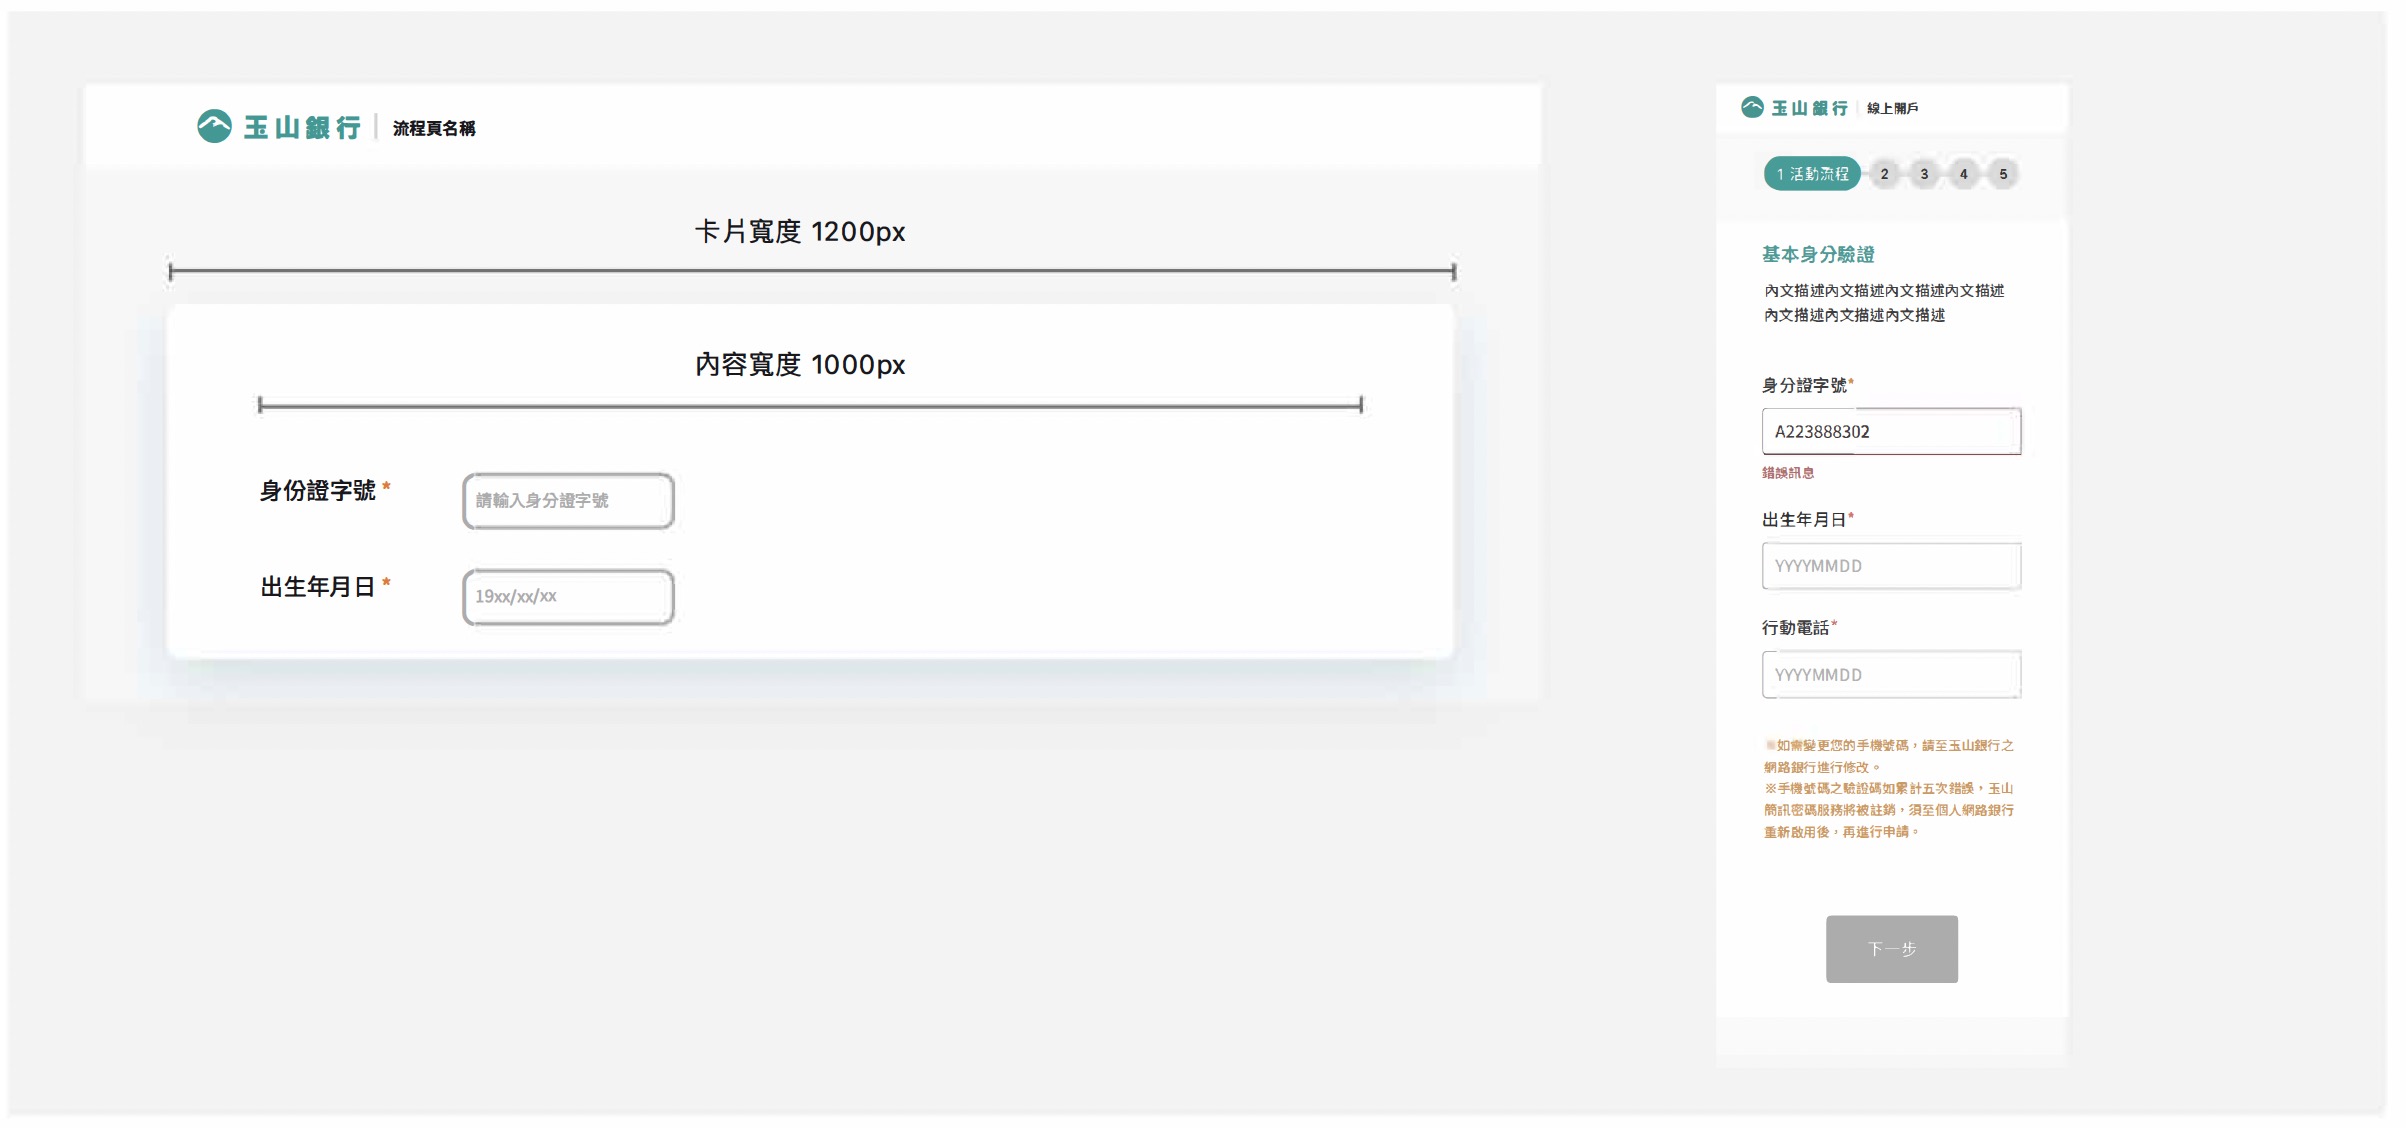 玉山銀行 | 流程頁名稱
卡片寬度 1200px
內容寬度 1000px
身份證字號 *
請輸入身分證字號
出生年月日 *
19xx/xx/xx
玉山銀行 | 線上開戶
1 活動流程 2 3 4 5
基本身分驗證
內文描述內文描述內文描述內文描述
內文描述內文描述內文描述
身分證字號*
A223888302
錯誤訊息
出生年月日*
YYYYMMDD
行動電話*
YYYYMMDD
如需變更您的手機號碼，請至玉山銀行之
網路銀行進行修改。
※手機號碼之驗證碼如累計五次錯誤，玉山
簡訊密碼服務將被註銷，須至個人網路銀行
重新啟用後，再進行申請。
下一步